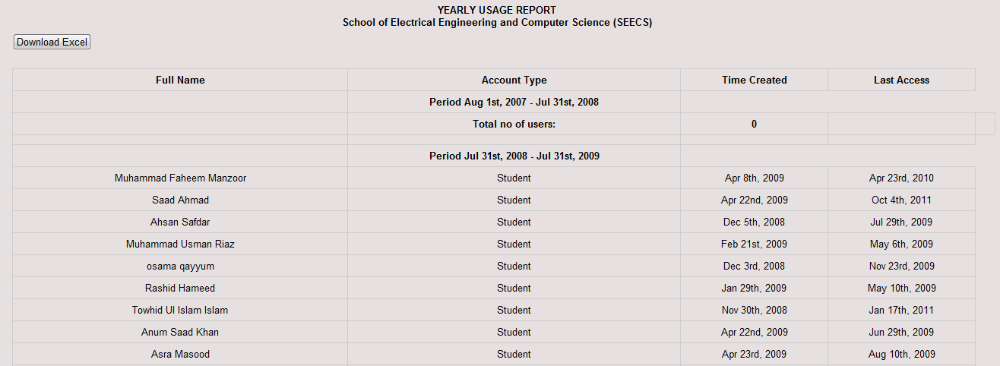 YEARLY USAGE REPORT
School of Electrical Engineering and Computer Science (SEECS)
Download Excel
Full Name Account Type Time Created Last Access
Period Aug 1st, 2007 - Jul 31st, 2008
Total no of users: 0
Period Jul 31st, 2008 - Jul 31st, 2009
Muhammad Faheem Manzoor Student Apr 8th, 2009 Apr 23rd, 2010
Saad Ahmad Student Apr 22nd, 2009 Oct 4th, 2011
Ahsan Safdar Student Dec 5th, 2008 Jul 29th, 2009
Muhammad Usman Riaz Student Feb 21st, 2009 May 6th, 2009
osama qayyum Student Dec 3rd, 2008 Nov 23rd, 2009
Rashid Hameed Student Jan 29th, 2009 May 10th, 2009
Towhid Ul Islam Islam Student Nov 30th, 2008 Jan 17th, 2011
Anum Saad Khan Student Apr 22nd, 2009 Jun 29th, 2009
Asra Masood Student Apr 23rd, 2009 Aug 10th, 2009